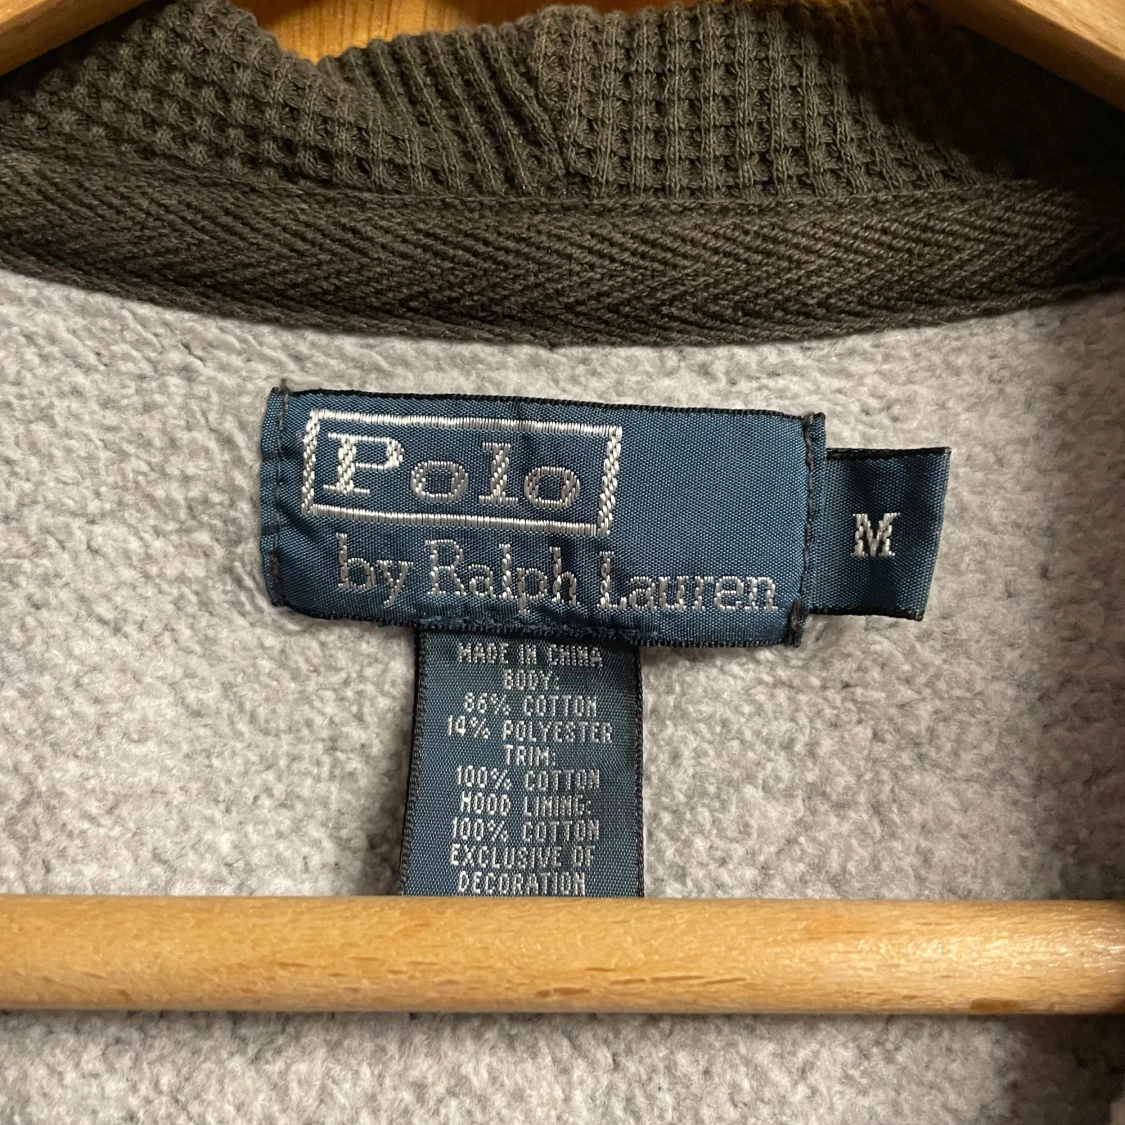 Polo
by Ralph Lauren
M
MADE IN CHINA
BODY:
86% COTTON
14% POLYESTER
TRIM:
100% COTTON
HOOD LINING:
100% COTTON
EXCLUSIVE OF
DECORATION